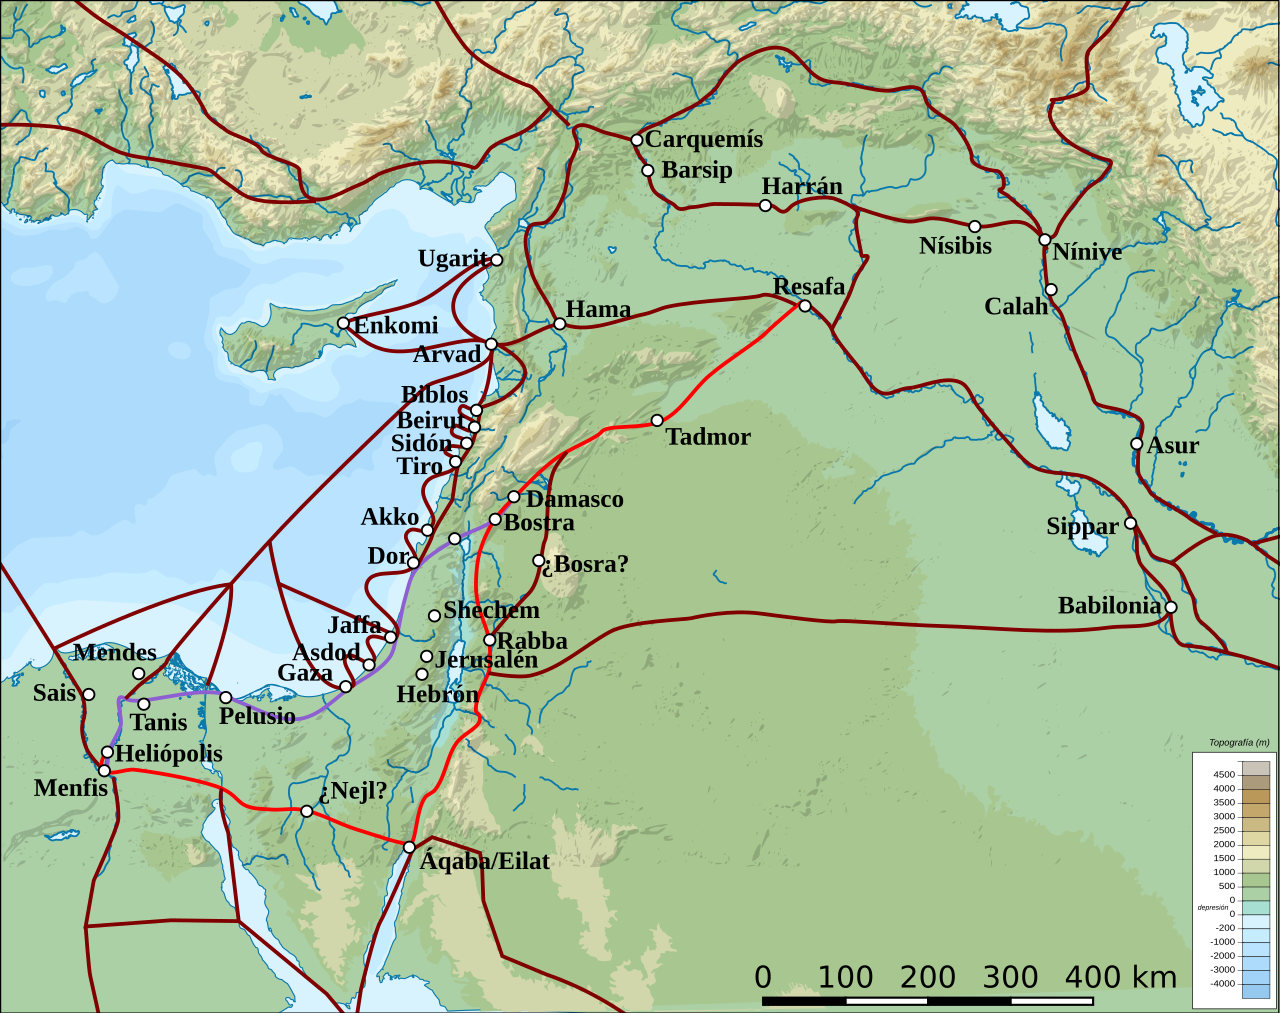 Carquemís
Barsip
Harrán
Nísibis
Nínive
Ugarit
Resafa
Calah
Hama
Enkomi
Arvad
Biblos
Beirut
Tadmor
Sidón
Asur
Tiro
Damasco
Akko
Bostra
Sippar
Dor
¿Bosra?
Shechem
Babilonia
Jaffa
Rabba
Mendes
Asdod
Jerusalén
Gaza
Sais
Hebrón
Tanis
Pelusio
Heliópolis
Menfis
¿Nejl?
Áqaba/Eilat
Topografía (m)
4500
4000
3500
3000
2500
2000
1500
1000
500
0
depresión
0
-200
-1000
-2000
-3000
-4000
0 100 200 300 400 km